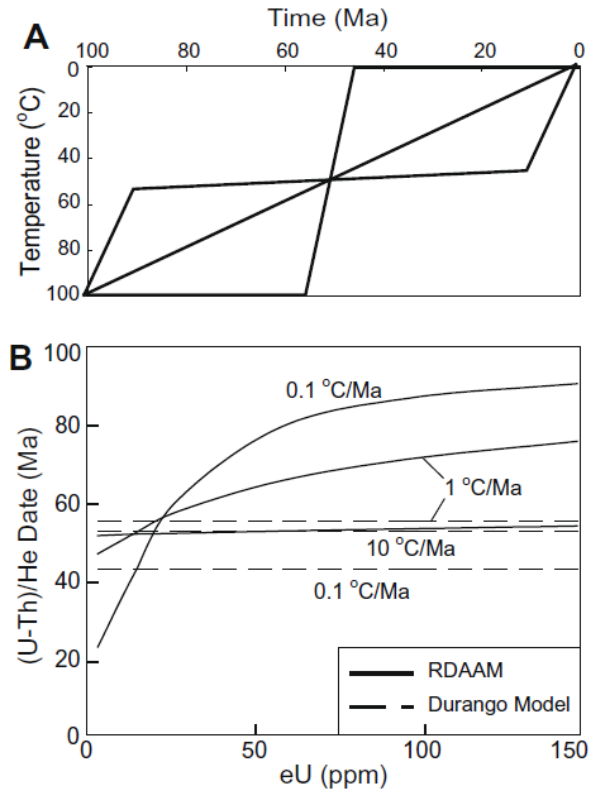 Time (Ma)
A
100 80 60 40 20 0
0
20
40
60
80
100
Temperature (°C)
B
100
80
60
40
20
0
(U-Th)/He Date (Ma)
0.1 °C/Ma
1 °C/Ma
10 °C/Ma
0.1 °C/Ma
RDAAM
Durango Model
0 50 100 150
eU (ppm)